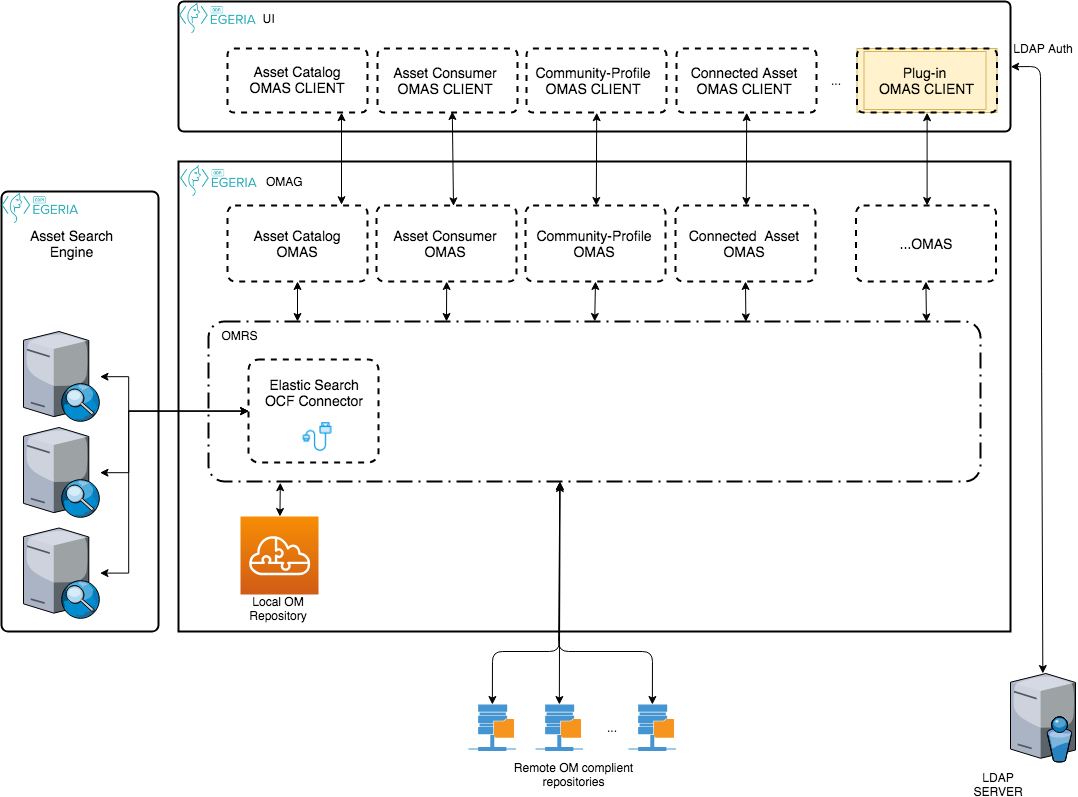 EGERIA UI
LDAP Auth
Asset Catalog
OMAS CLIENT
Asset Consumer
OMAS CLIENT
Community-Profile
OMAS CLIENT
Connected Asset
OMAS CLIENT
...
Plug-in
OMAS CLIENT
EGERIA OMAG
EGERIA
Asset Search
Engine
Asset Catalog
OMAS
Asset Consumer
OMAS
Community-Profile
OMAS
Connected Asset
OMAS
...OMAS
OMRS
Elastic Search
OCF Connector
Local OM
Repository
...
Remote OM complient
repositories
LDAP
SERVER